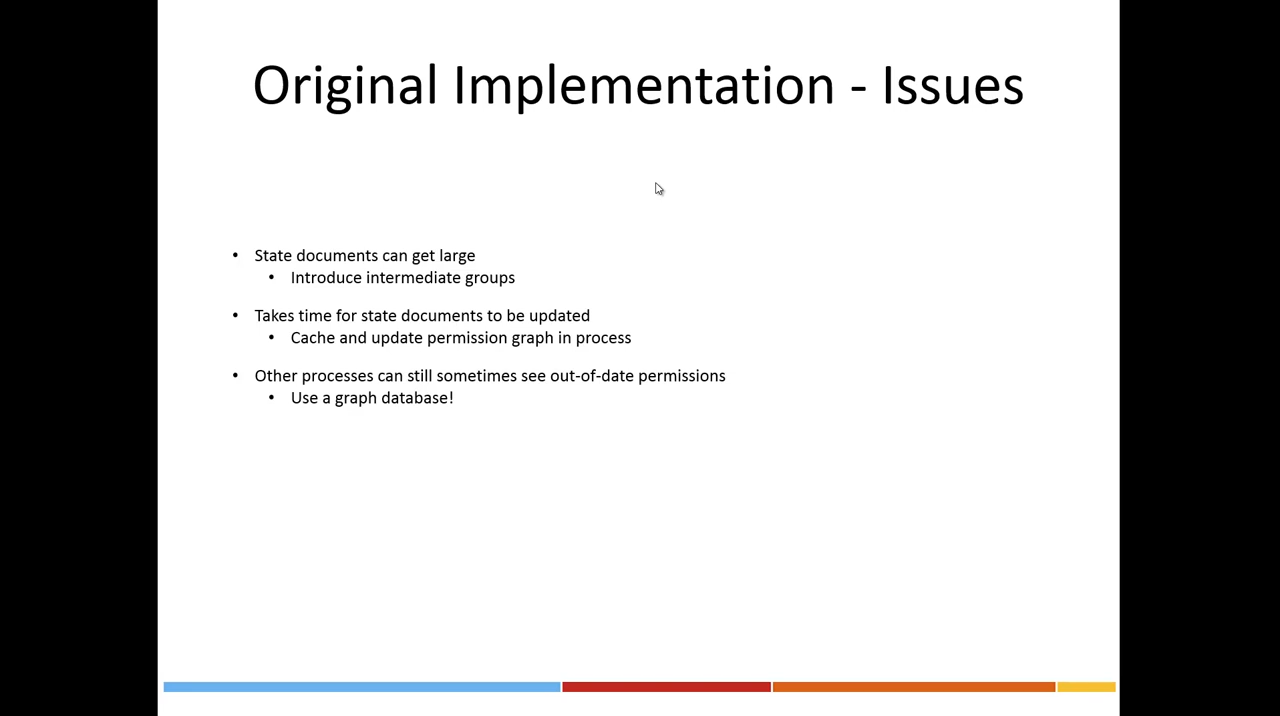 Original Implementation - Issues
• State documents can get large
• Introduce intermediate groups
• Takes time for state documents to be updated
• Cache and update permission graph in process
• Other processes can still sometimes see out-of-date permissions
• Use a graph database!